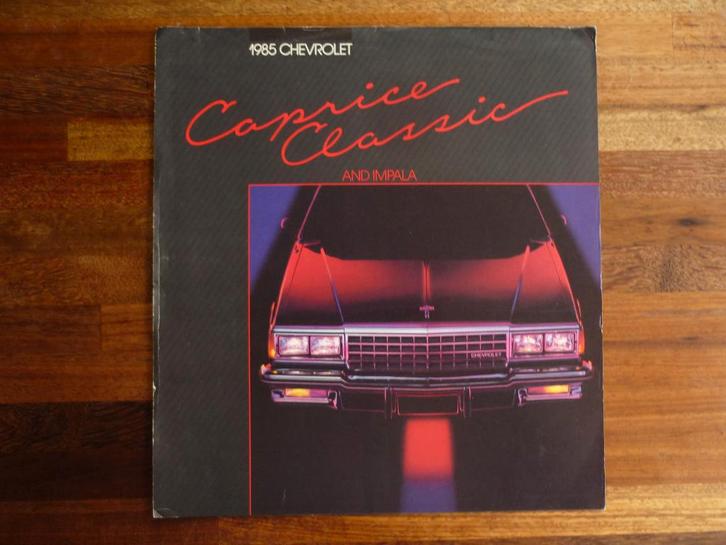 1985 CHEVROLET
Caprice
Classic
AND IMPALA
CHEVROLET